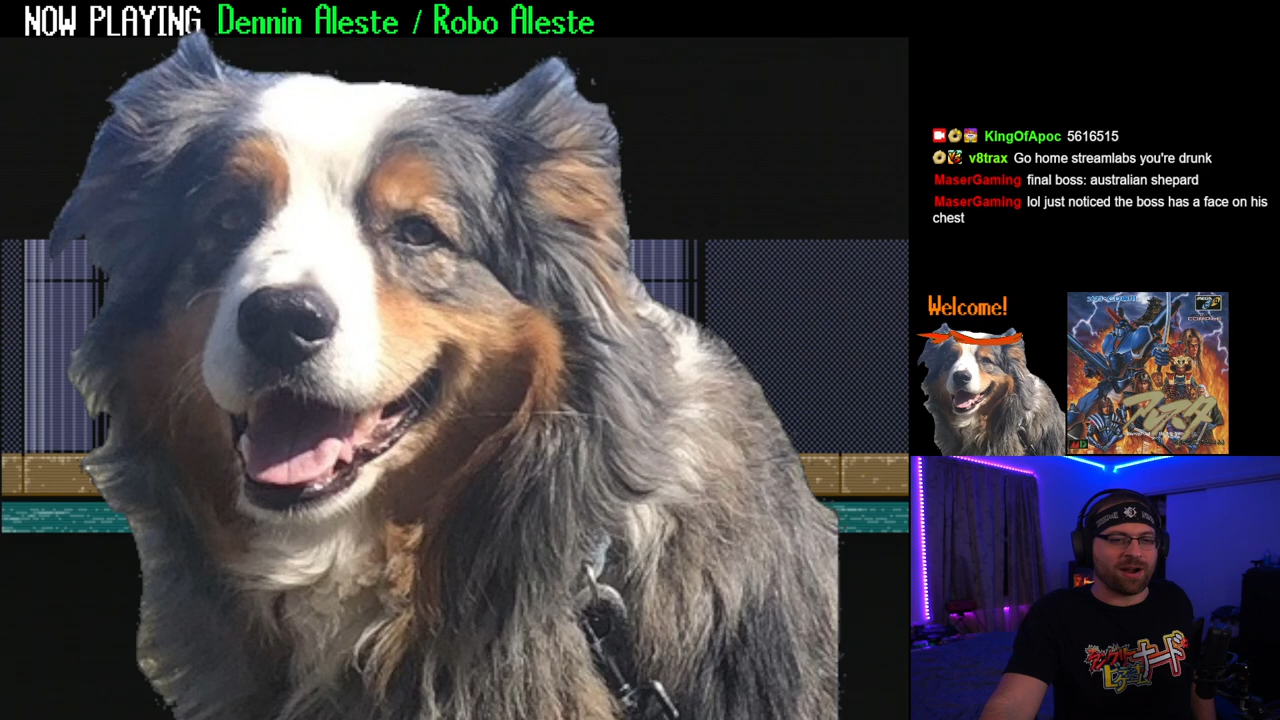 NOW PLAYING Dennin Aleste / Robo Aleste
KingOfApoc 5616515
v8trax Go home streamlabs you're drunk
MaserGaming final boss: australian shepard
MaserGaming lol just noticed the boss has a face on his
chest
Welcome!
COMPILE